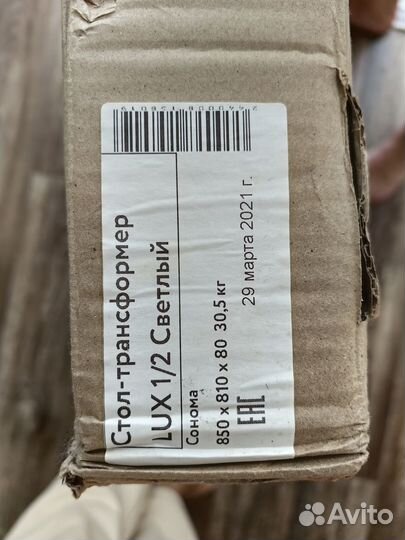 Стол-трансформер
LUX 1/2 Светлый
Сонома
850 x 810 x 80 30,5 кг
29 марта 2021 г.
EAC
Avito